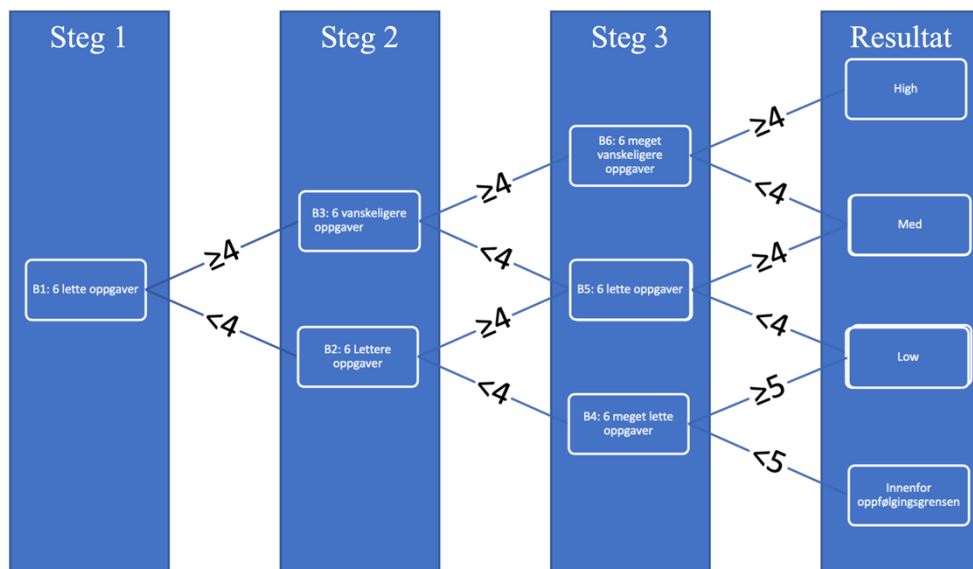 Steg 1
Steg 2
Steg 3
Resultat
B1: 6 lette oppgaver
≥4
<4
B3: 6 vanskeligere
oppgaver
B2: 6 Lettere
oppgaver
≥4
<4
≥4
<4
B6: 6 meget
vanskeligere
oppgaver
B5: 6 lette oppgaver
B4: 6 meget lette
oppgaver
≥4
<4
≥4
<4
≥5
<5
High
Med
Low
Innenfor
oppfølgingsgrensen